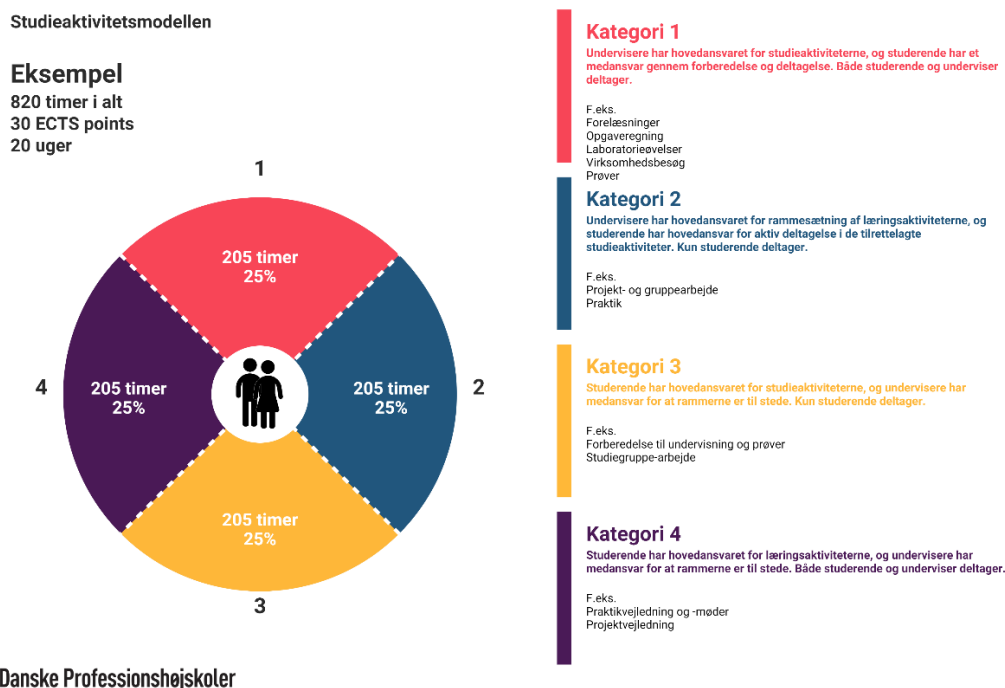 Studieaktivitetsmodellen
Eksempel
820 timer i alt
30 ECTS points
20 uger
1
205 timer
25%
2
205 timer
25%
3
205 timer
25%
4
205 timer
25%
Kategori 1
Undervisere har hovedansvaret for studieaktiviteterne, og studerende har et
medansvar gennem forberedelse og deltagelse. Både studerende og underviser
deltager.
F.eks.
Forelæsninger
Opgaveregning
Laboratorieøvelser
Virksomhedsbesøg
Prøver
Kategori 2
Undervisere har hovedansvaret for rammesætning af læringsaktiviteterne, og
studerende har hovedansvar for aktiv deltagelse i de tilrettelagte
studieaktiviteter. Kun studerende deltager.
F.eks.
Projekt- og gruppearbejde
Praktik
Kategori 3
Studerende har hovedansvaret for studieaktiviteterne, og undervisere har
medansvar for at rammerne er til stede. Kun studerende deltager.
F.eks.
Forberedelse til undervisning og prøver
Studiegruppe-arbejde
Kategori 4
Studerende har hovedansvaret for læringsaktiviteterne, og undervisere har
medansvar for at rammerne er til stede. Både studerende og underviser deltager.
F.eks.
Praktikvejledning og -møder
Projektvejledning
Danske Professionshøjskoler